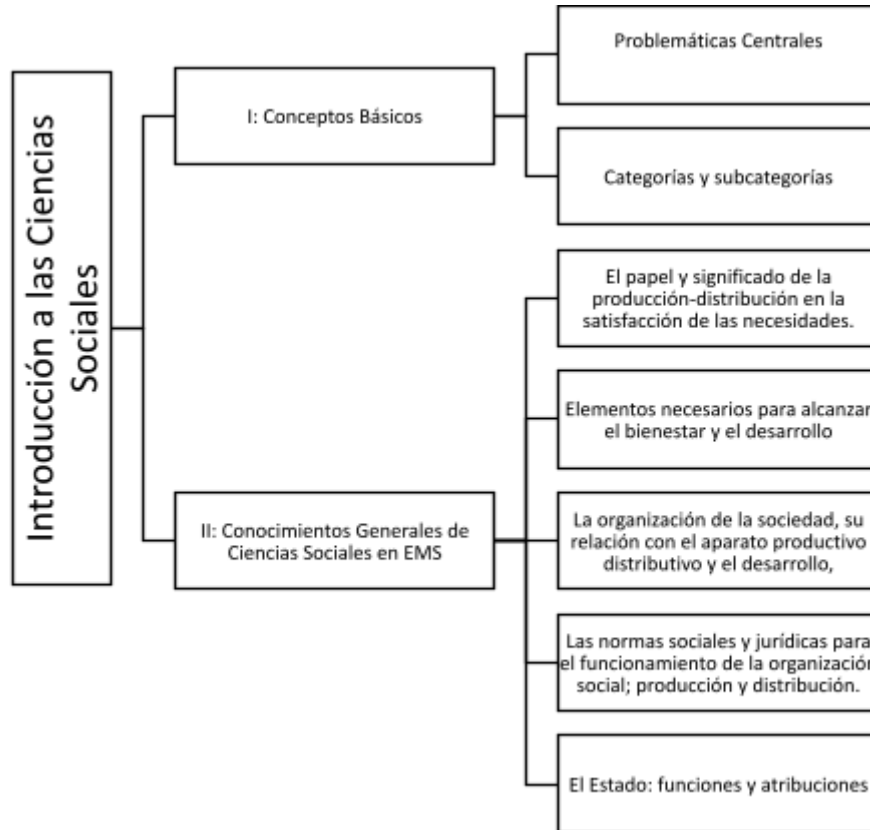 Introducción a las Ciencias
Sociales
I: Conceptos Básicos
Problemáticas Centrales
Categorías y subcategorías
II: Conocimientos Generales de
Ciencias Sociales en EMS
El papel y significado de la
producción-distribución en la
satisfacción de las necesidades.
Elementos necesarios para alcanzar
el bienestar y el desarrollo
La organización de la sociedad, su
relación con el aparato productivo
distributivo y el desarrollo,
Las normas sociales y jurídicas para
el funcionamiento de la organización
social; producción y distribución.
El Estado: funciones y atribuciones